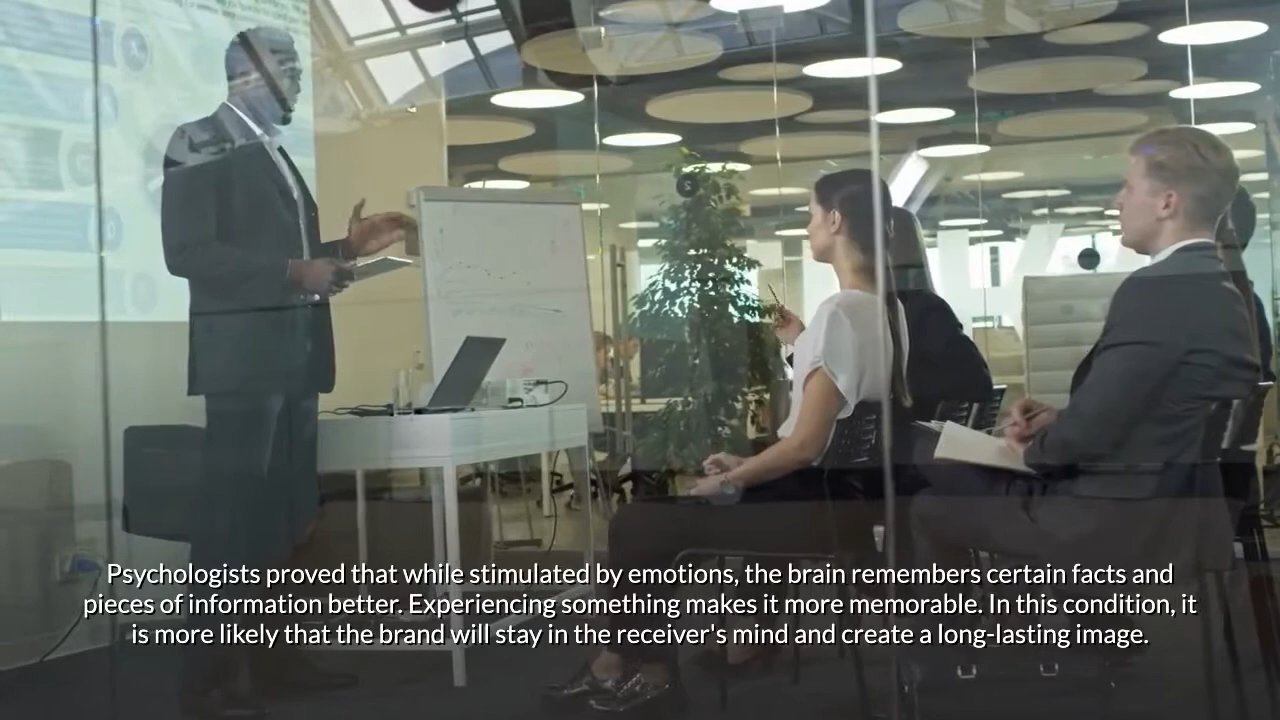 Psychologists proved that while stimulated by emotions, the brain remembers certain facts and
pieces of information better. Experiencing something makes it more memorable. In this condition, it
is more likely that the brand will stay in the receiver's mind and create a long-lasting image.